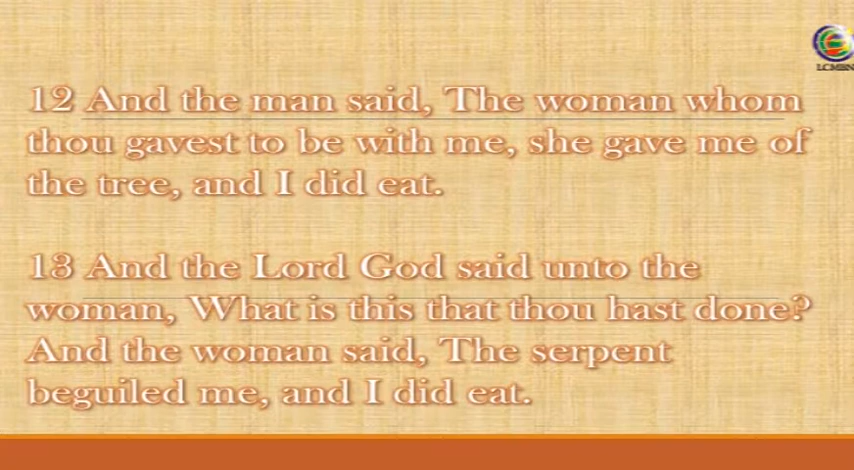 LCMBN
12 And the man said, The woman whom
thou gavest to be with me, she gave me of
the tree, and I did eat.
13 And the Lord God said unto the
woman, What is this that thou hast done?
And the woman said, The serpent
beguiled me, and I did eat.